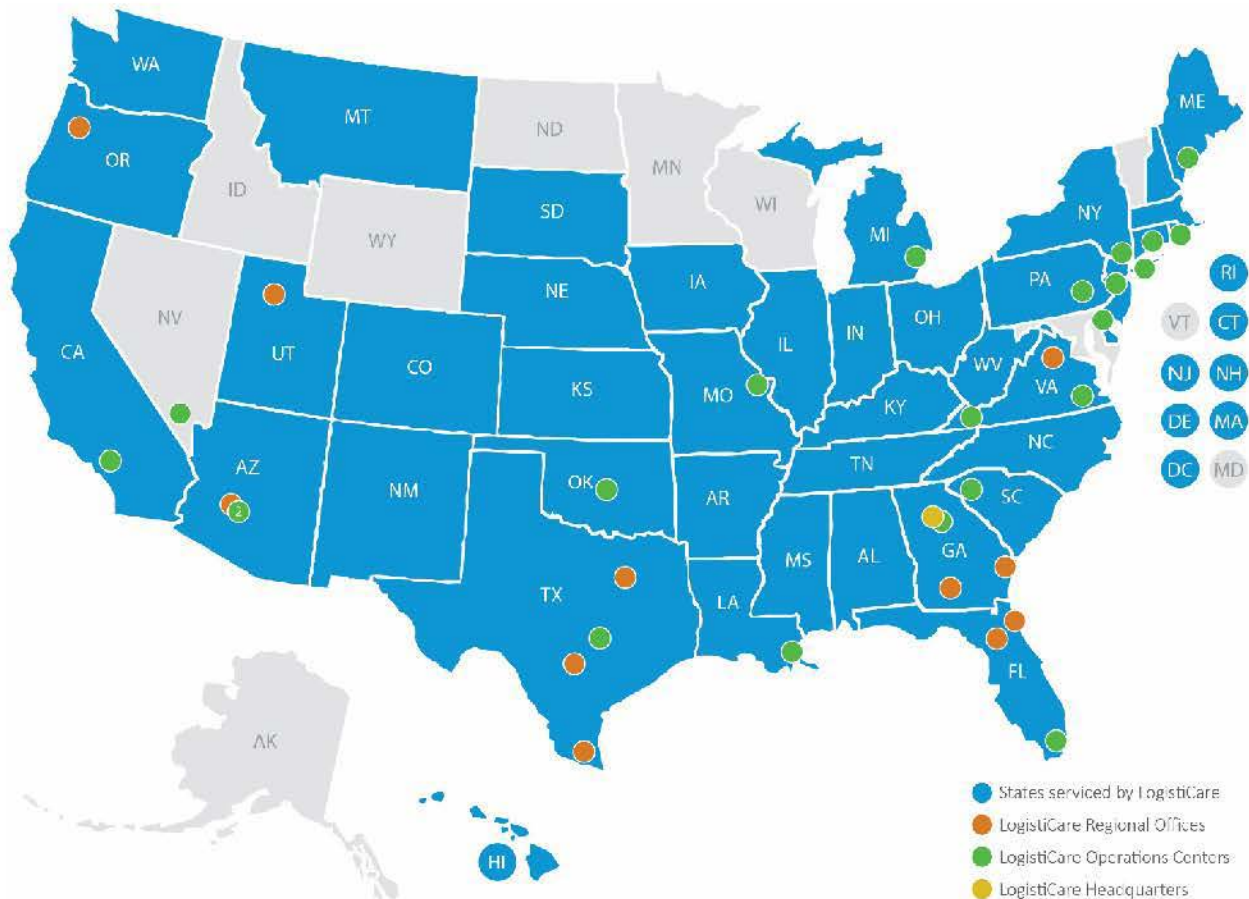 WA
MT
ND
MN
ME
OR
ID
WI
SD
WY
MI
NY
IA
NE
PA
RI
NV
VT
CT
UT
IL
IN
OH
CA
CO
WV
VA
NJ
NH
KS
MO
KY
DE
MA
NC
TN
AZ
NM
OK
AR
SC
DC
MD
2
GA
MS
AL
TX
LA
FL
AK
HI
States serviced by LogistiCare
LogistiCare Regional Offices
LogistiCare Operations Centers
LogistiCare Headquarters